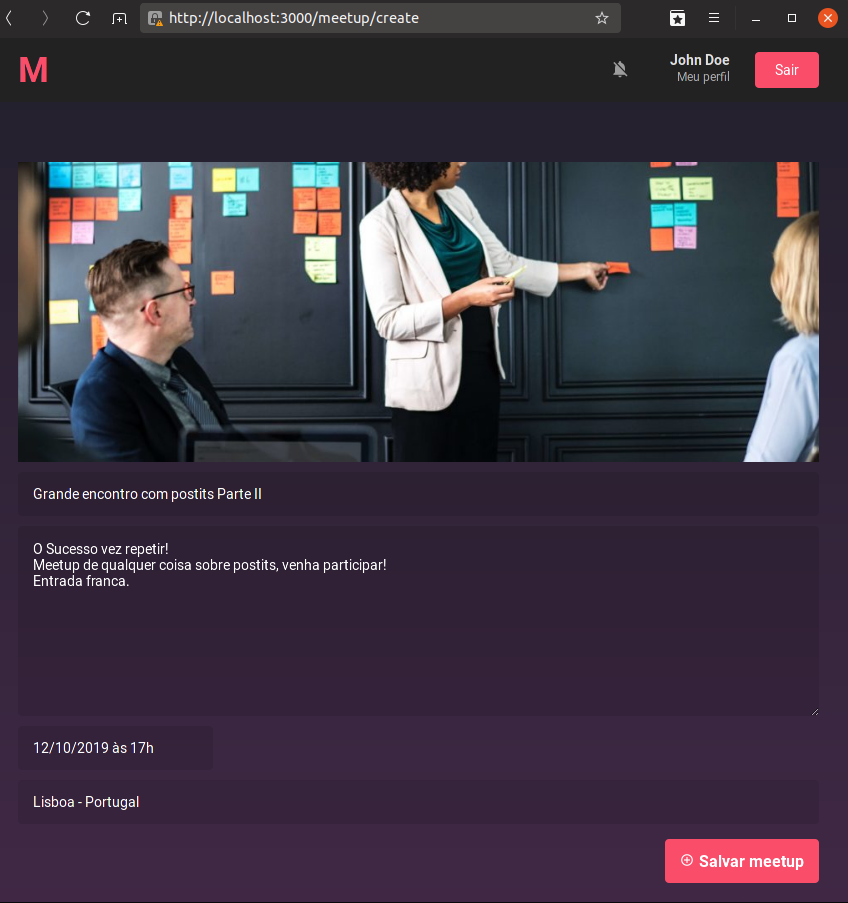 http://localhost:3000/meetup/create
M
John Doe
Meu perfil
Sair
Grande encontro com postits Parte II
O Sucesso vez repetir!
Meetup de qualquer coisa sobre postits, venha participar!
Entrada franca.
12/10/2019 às 17h
Lisboa - Portugal
Salvar meetup